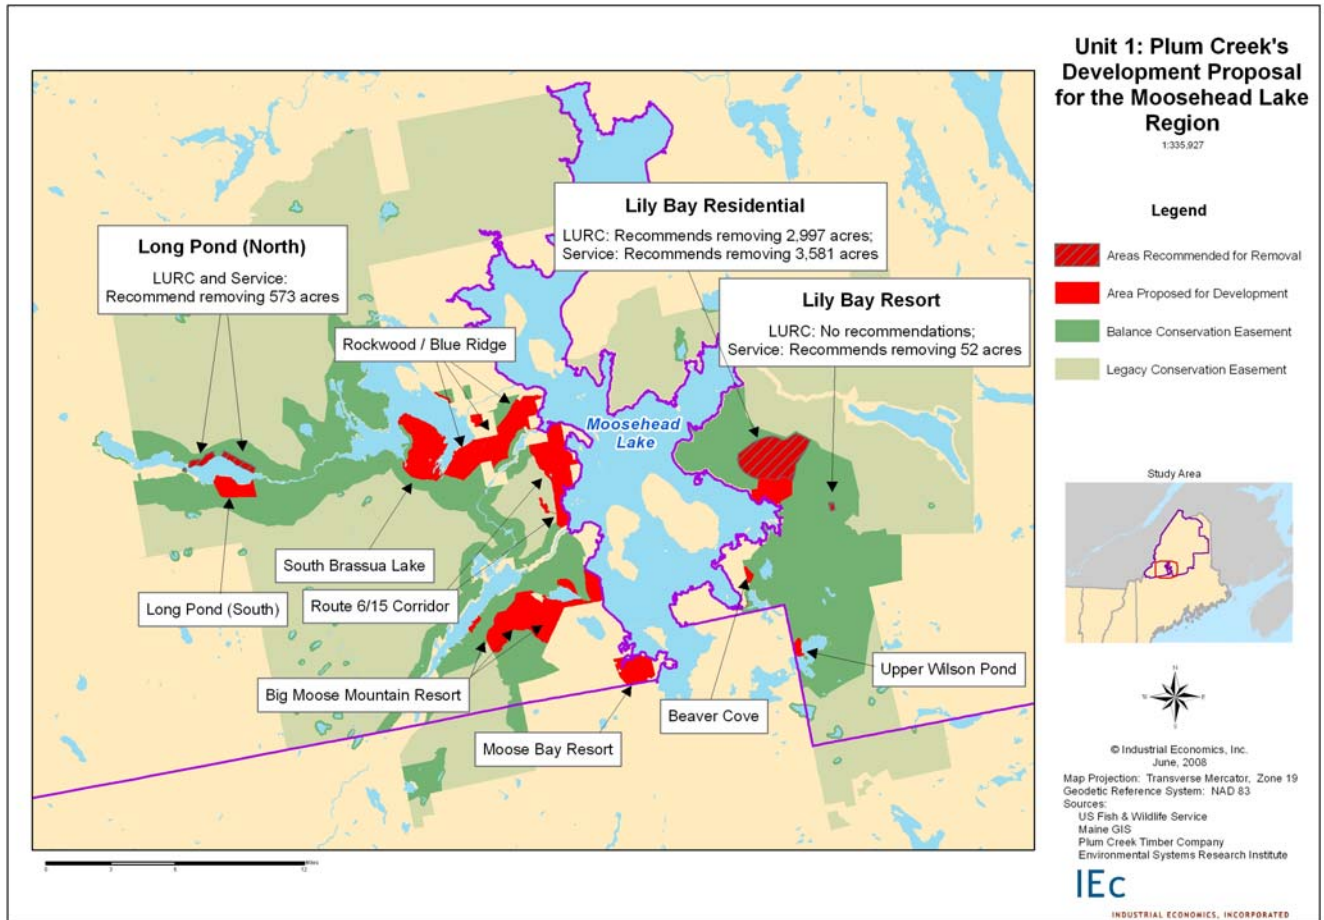 Unit 1: Plum Creek's
Development Proposal
for the Moosehead Lake
Region
1:335,927
Legend
Areas Recommended for Removal
Area Proposed for Development
Balance Conservation Easement
Legacy Conservation Easement
Long Pond (North)
LURC and Service:
Recommend removing 573 acres
Lily Bay Residential
LURC: Recommends removing 2,997 acres;
Service: Recommends removing 3,581 acres
Lily Bay Resort
LURC: No recommendations;
Service: Recommends removing 52 acres
Rockwood / Blue Ridge
Moosehead
Lake
South Brassua Lake
Long Pond (South)
Route 6/15 Corridor
Big Moose Mountain Resort
Moose Bay Resort
Beaver Cove
Upper Wilson Pond
Study Area
N
W
E
S
© Industrial Economics, Inc.
June, 2008
Map Projection: Transverse Mercator, Zone 19
Geodetic Reference System: NAD 83
Sources:
US Fish & Wildlife Service
Maine GIS
Plum Creek Timber Company
Environmental Systems Research Institute
IEc
INDUSTRIAL ECONOMICS, INCORPORATED
Miles
0
12